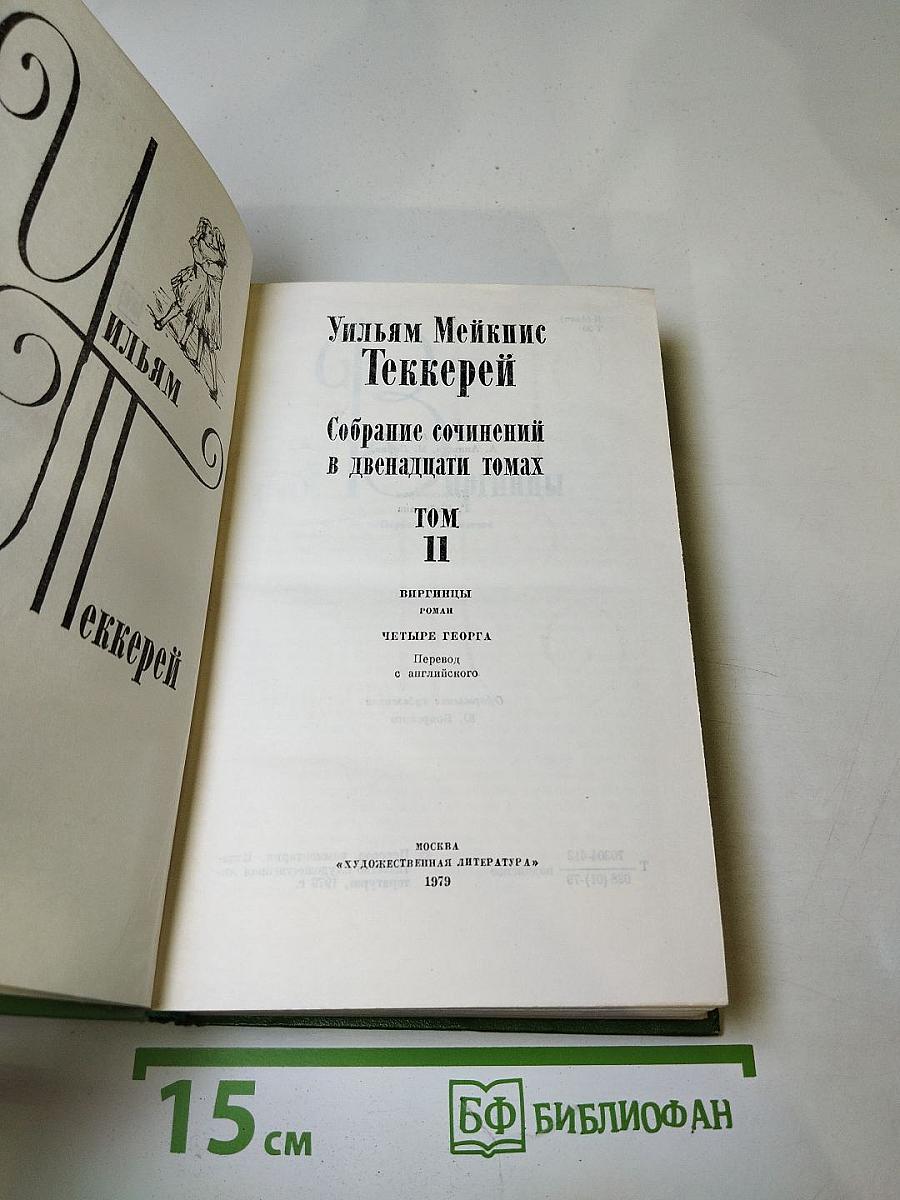 Уильям
Теккерей
Уильям Мейкпис
Теккерей
Собрание сочинений
в двенадцати томах
ТОМ
11
ВИРГИНЦЫ
РОМАН
ЧЕТЫРЕ ГЕОРГА
Перевод
с английского
МОСКВА
«ХУДОЖЕСТВЕННАЯ ЛИТЕРАТУРА»
1979
15 см
БФ БИБЛИОФАН